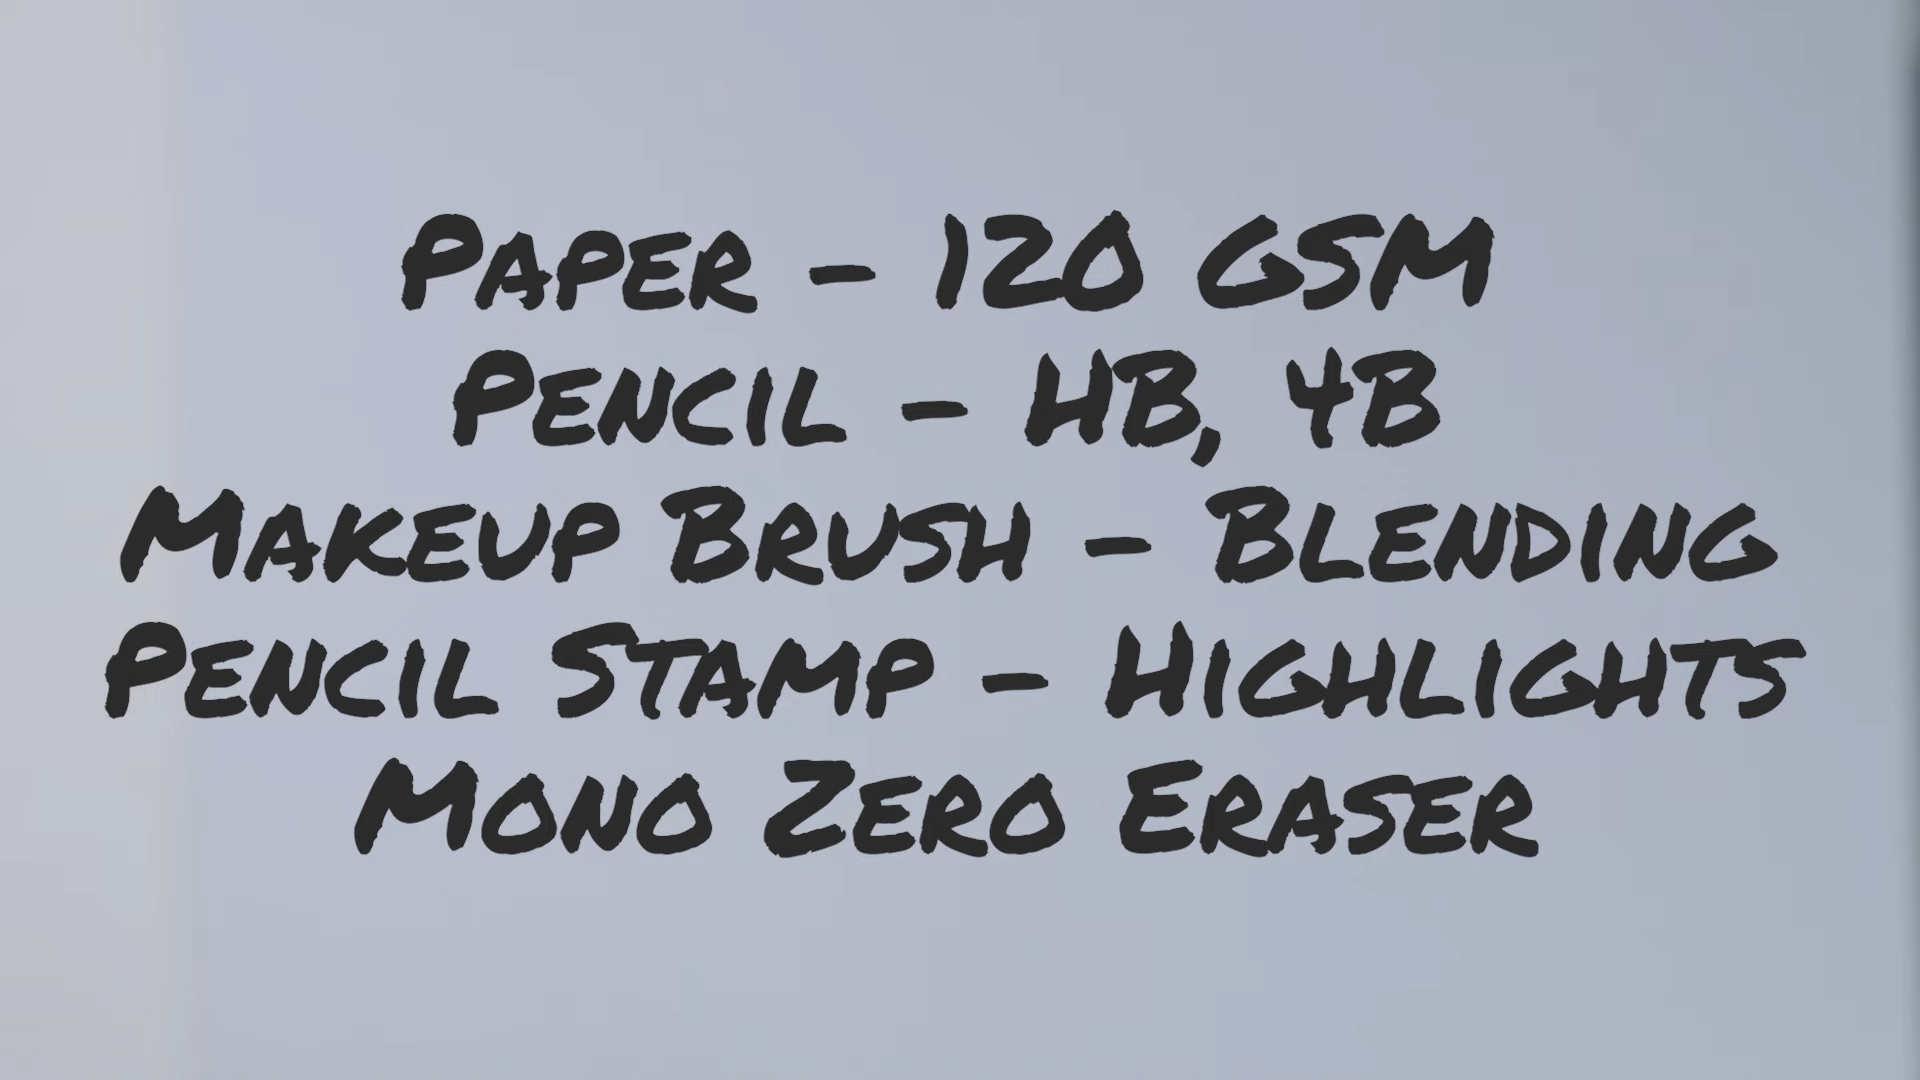 Paper - 120 GSM
Pencil - HB, 4B
Makeup Brush - Blending
Pencil Stamp - Highlights
Mono Zero Eraser